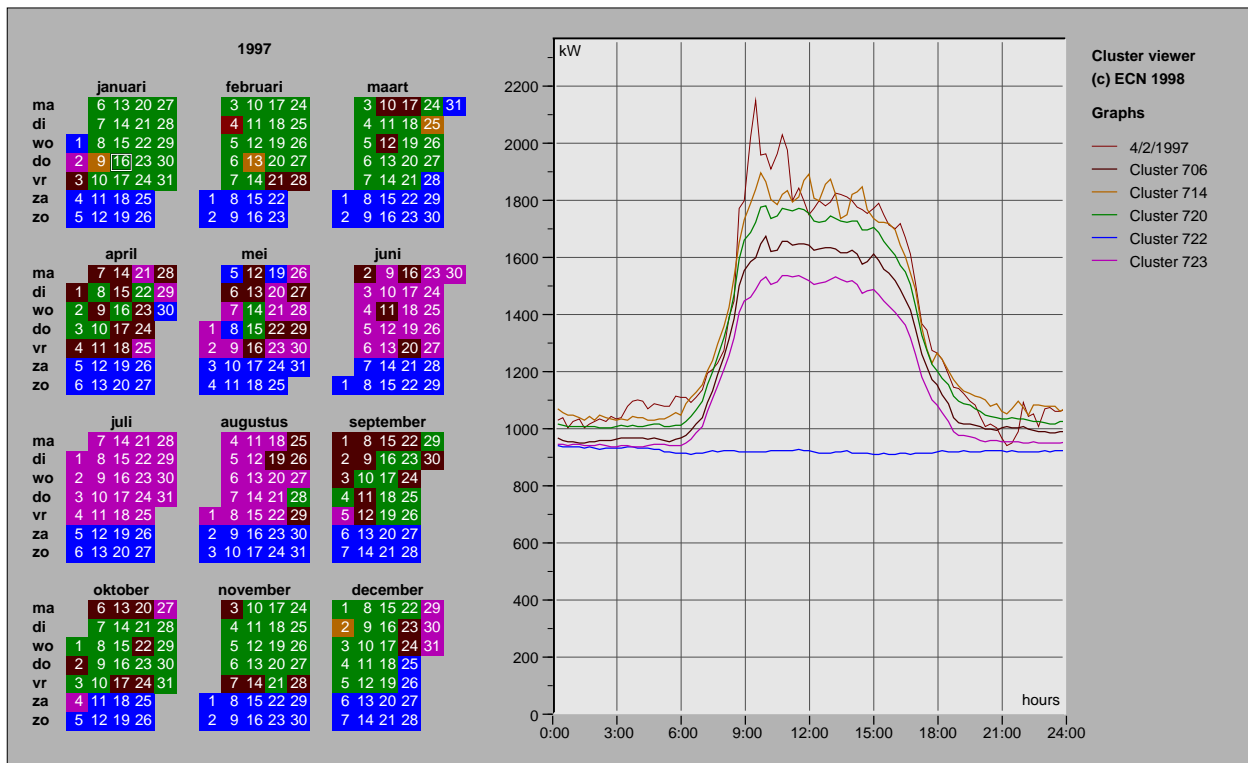 1997
januari februari maart
ma 6 13 20 27 3 10 17 24 3 10 17 24 31
di 7 14 21 28 4 11 18 25 4 11 18 25
wo 1 8 15 22 29 5 12 19 26 5 12 19 26
do 2 9 16 23 30 6 13 20 27 6 13 20 27
vr 3 10 17 24 31 7 14 21 28 7 14 21 28
za 4 11 18 25 1 8 15 22 1 8 15 22 29
zo 5 12 19 26 2 9 16 23 2 9 16 23 30
april mei juni
ma 7 14 21 28 5 12 19 26 2 9 16 23 30
di 1 8 15 22 29 6 13 20 27 3 10 17 24
wo 2 9 16 23 30 7 14 21 28 4 11 18 25
do 3 10 17 24 1 8 15 22 29 5 12 19 26
vr 4 11 18 25 2 9 16 23 30 6 13 20 27
za 5 12 19 26 3 10 17 24 31 7 14 21 28
zo 6 13 20 27 4 11 18 25 1 8 15 22 29
juli augustus september
ma 7 14 21 28 4 11 18 25 1 8 15 22 29
di 1 8 15 22 29 5 12 19 26 2 9 16 23 30
wo 2 9 16 23 30 6 13 20 27 3 10 17 24
do 3 10 17 24 31 7 14 21 28 4 11 18 25
vr 4 11 18 25 1 8 15 22 29 5 12 19 26
za 5 12 19 26 2 9 16 23 30 6 13 20 27
zo 6 13 20 27 3 10 17 24 31 7 14 21 28
oktober november december
ma 6 13 20 27 3 10 17 24 1 8 15 22 29
di 7 14 21 28 4 11 18 25 2 9 16 23 30
wo 1 8 15 22 29 5 12 19 26 3 10 17 24 31
do 2 9 16 23 30 6 13 20 27 4 11 18 25
vr 3 10 17 24 31 7 14 21 28 5 12 19 26
za 4 11 18 25 1 8 15 22 29 6 13 20 27
zo 5 12 19 26 2 9 16 23 30 7 14 21 28
kW
2200
2000
1800
1600
1400
1200
1000
800
600
400
200
0
hours
0:00 3:00 6:00 9:00 12:00 15:00 18:00 21:00 24:00
Cluster viewer
(c) ECN 1998
Graphs
4/2/1997
Cluster 706
Cluster 714
Cluster 720
Cluster 722
Cluster 723